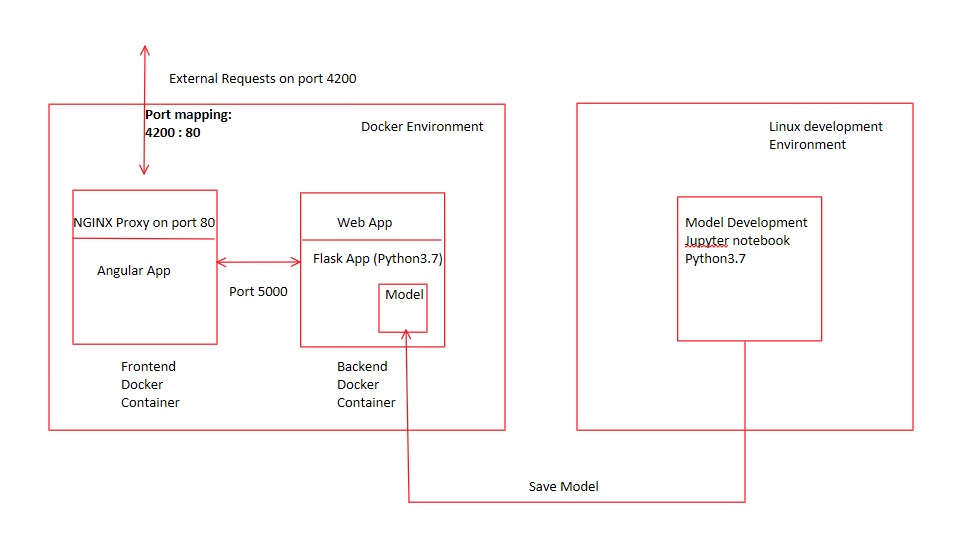 External Requests on port 4200
Port mapping:
4200 : 80
Docker Environment
NGINX Proxy on port 80
Angular App
Port 5000
Web App
Flask App (Python3.7)
Model
Frontend
Docker
Container
Backend
Docker
Container
Linux development
Environment
Model Development
Jupyter notebook
Python3.7
Save Model